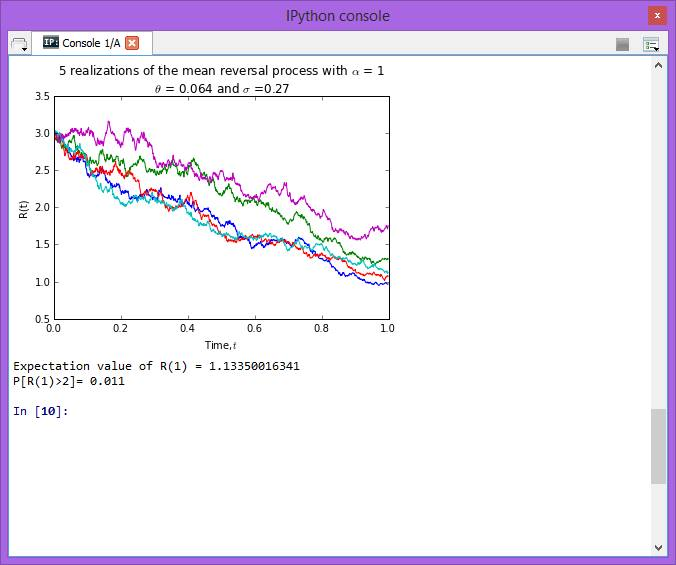 IPython console
IP: Console 1/A
5 realizations of the mean reversal process with α = 1
θ = 0.064 and σ =0.27
3.5
3.0
2.5
2.0
1.5
1.0
0.5
R(t)
0.0 0.2 0.4 0.6 0.8 1.0
Time,t
Expectation value of R(1) = 1.13350016341
P[R(1)>2]= 0.011
In [10]: